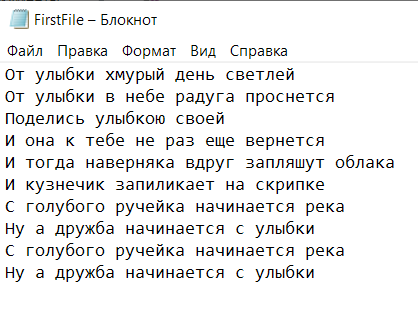 FirstFile – Блокнот
Файл Правка Формат Вид Справка
От улыбки хмурый день светлей
От улыбки в небе радуга проснется
Поделись улыбкою своей
И она к тебе не раз еще вернется
И тогда наверняка вдруг запляшут облака
И кузнечик запиликает на скрипке
С голубого ручейка начинается река
Ну а дружба начинается с улыбки
С голубого ручейка начинается река
Ну а дружба начинается с улыбки